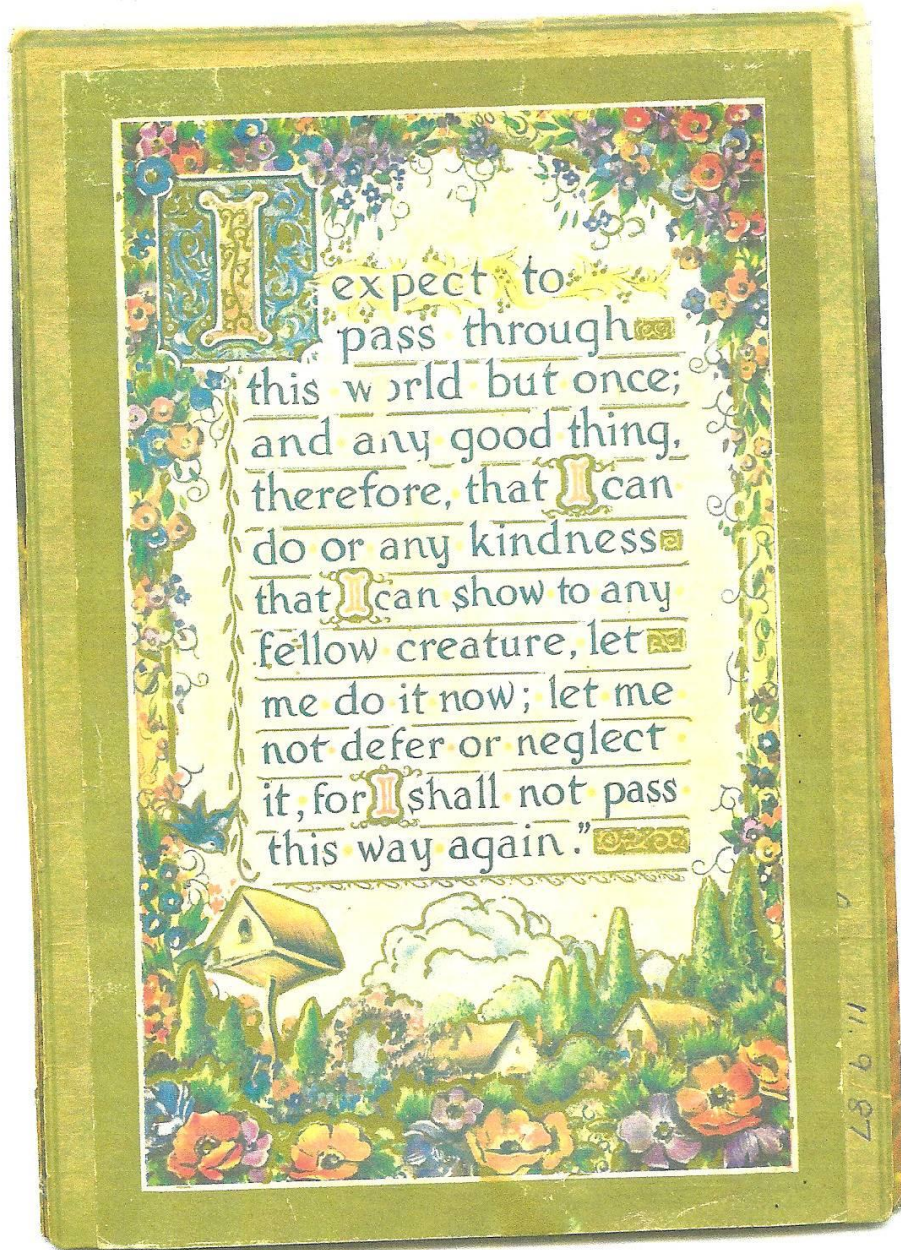 I expect to
pass through
this world but once;
and any good thing,
therefore, that I can
do or any kindness
that I can show to any
fellow creature, let
me do it now; let me
not defer or neglect
it, for I shall not pass
this way again."
11 9 87